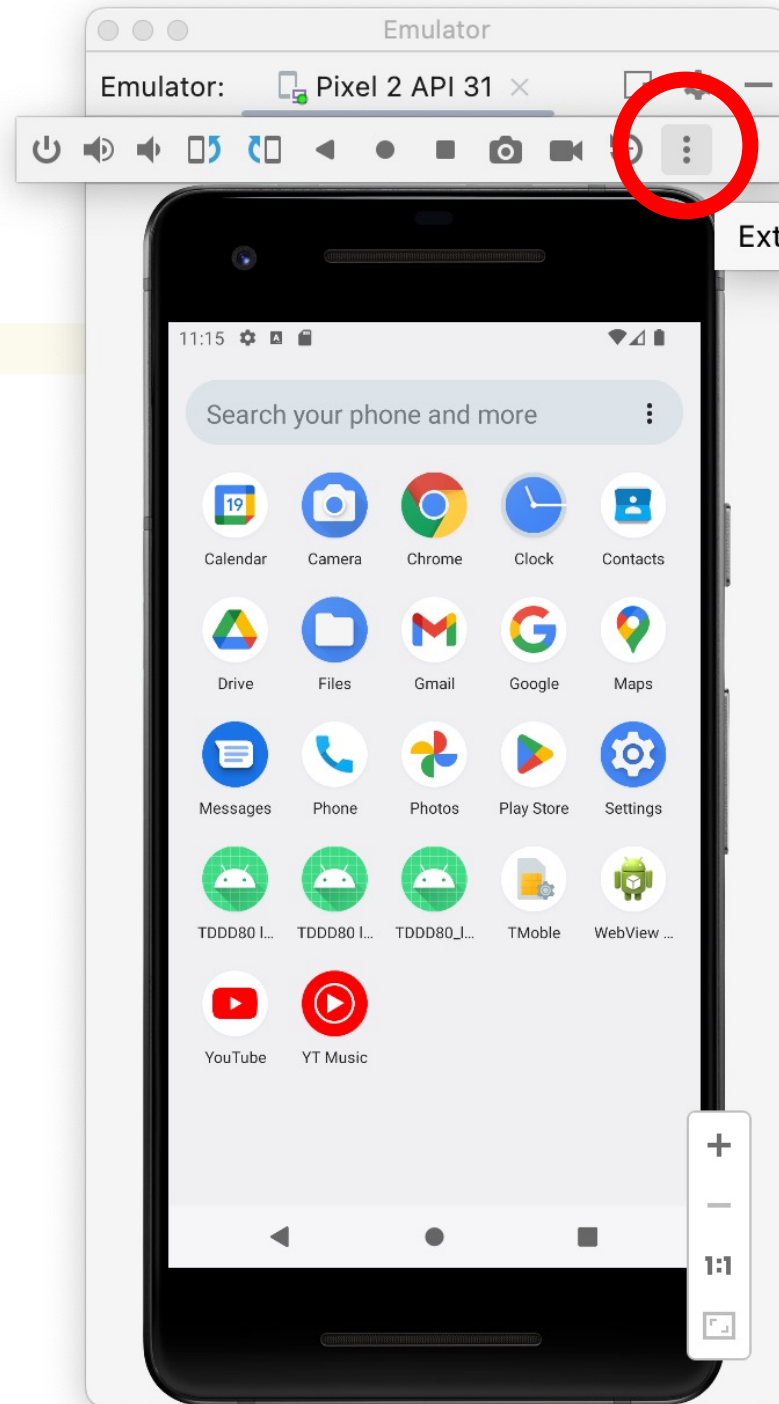 Emulator
Emulator: Pixel 2 API 31
Ext
11:15
Search your phone and more
19
Calendar Camera Chrome Clock Contacts
Drive Files Gmail Google Maps
Messages Phone Photos Play Store Settings
TDDD80 l... TDDD80 l... TDDD80_l... TMoble WebView ...
YouTube YT Music
1:1